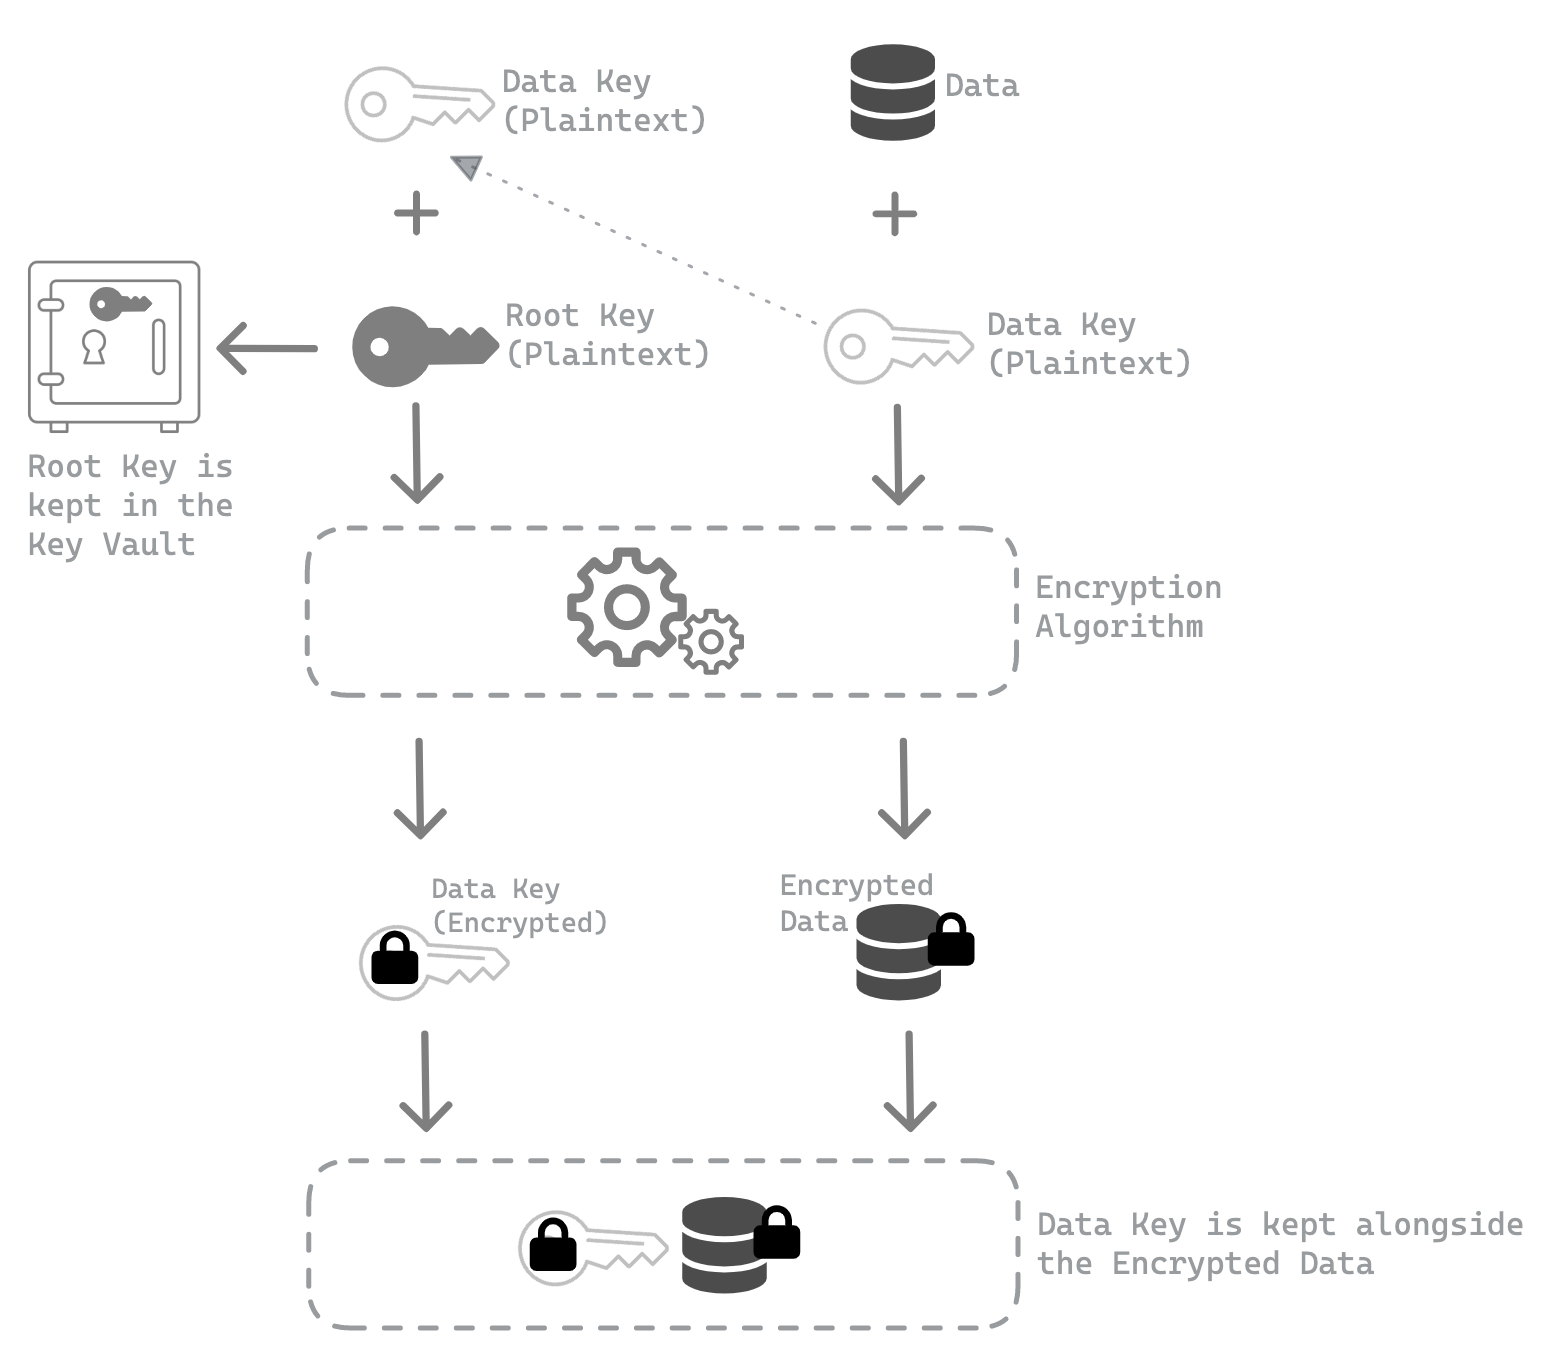 Data Key
(Plaintext)
Data
Root Key
(Plaintext)
Data Key
(Plaintext)
Root Key is
kept in the
Key Vault
Encryption
Algorithm
Data Key
(Encrypted)
Encrypted
Data
Data Key is kept alongside
the Encrypted Data